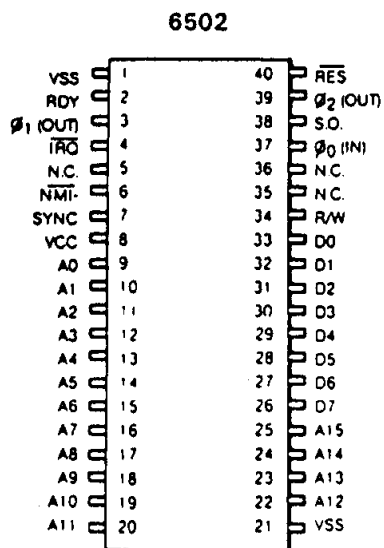 6502
VSS 1 40 RES
RDY 2 39 Ø2 (OUT)
Ø1 (OUT) 3 38 S.O.
IRQ 4 37 Ø0 (IN)
N.C. 5 36 N.C.
NMI- 6 35 N.C.
SYNC 7 34 R/W
VCC 8 33 D0
A0 9 32 D1
A1 10 31 D2
A2 11 30 D3
A3 12 29 D4
A4 13 28 D5
A5 14 27 D6
A6 15 26 D7
A7 16 25 A15
A8 17 24 A14
A9 18 23 A13
A10 19 22 A12
A11 20 21 VSS